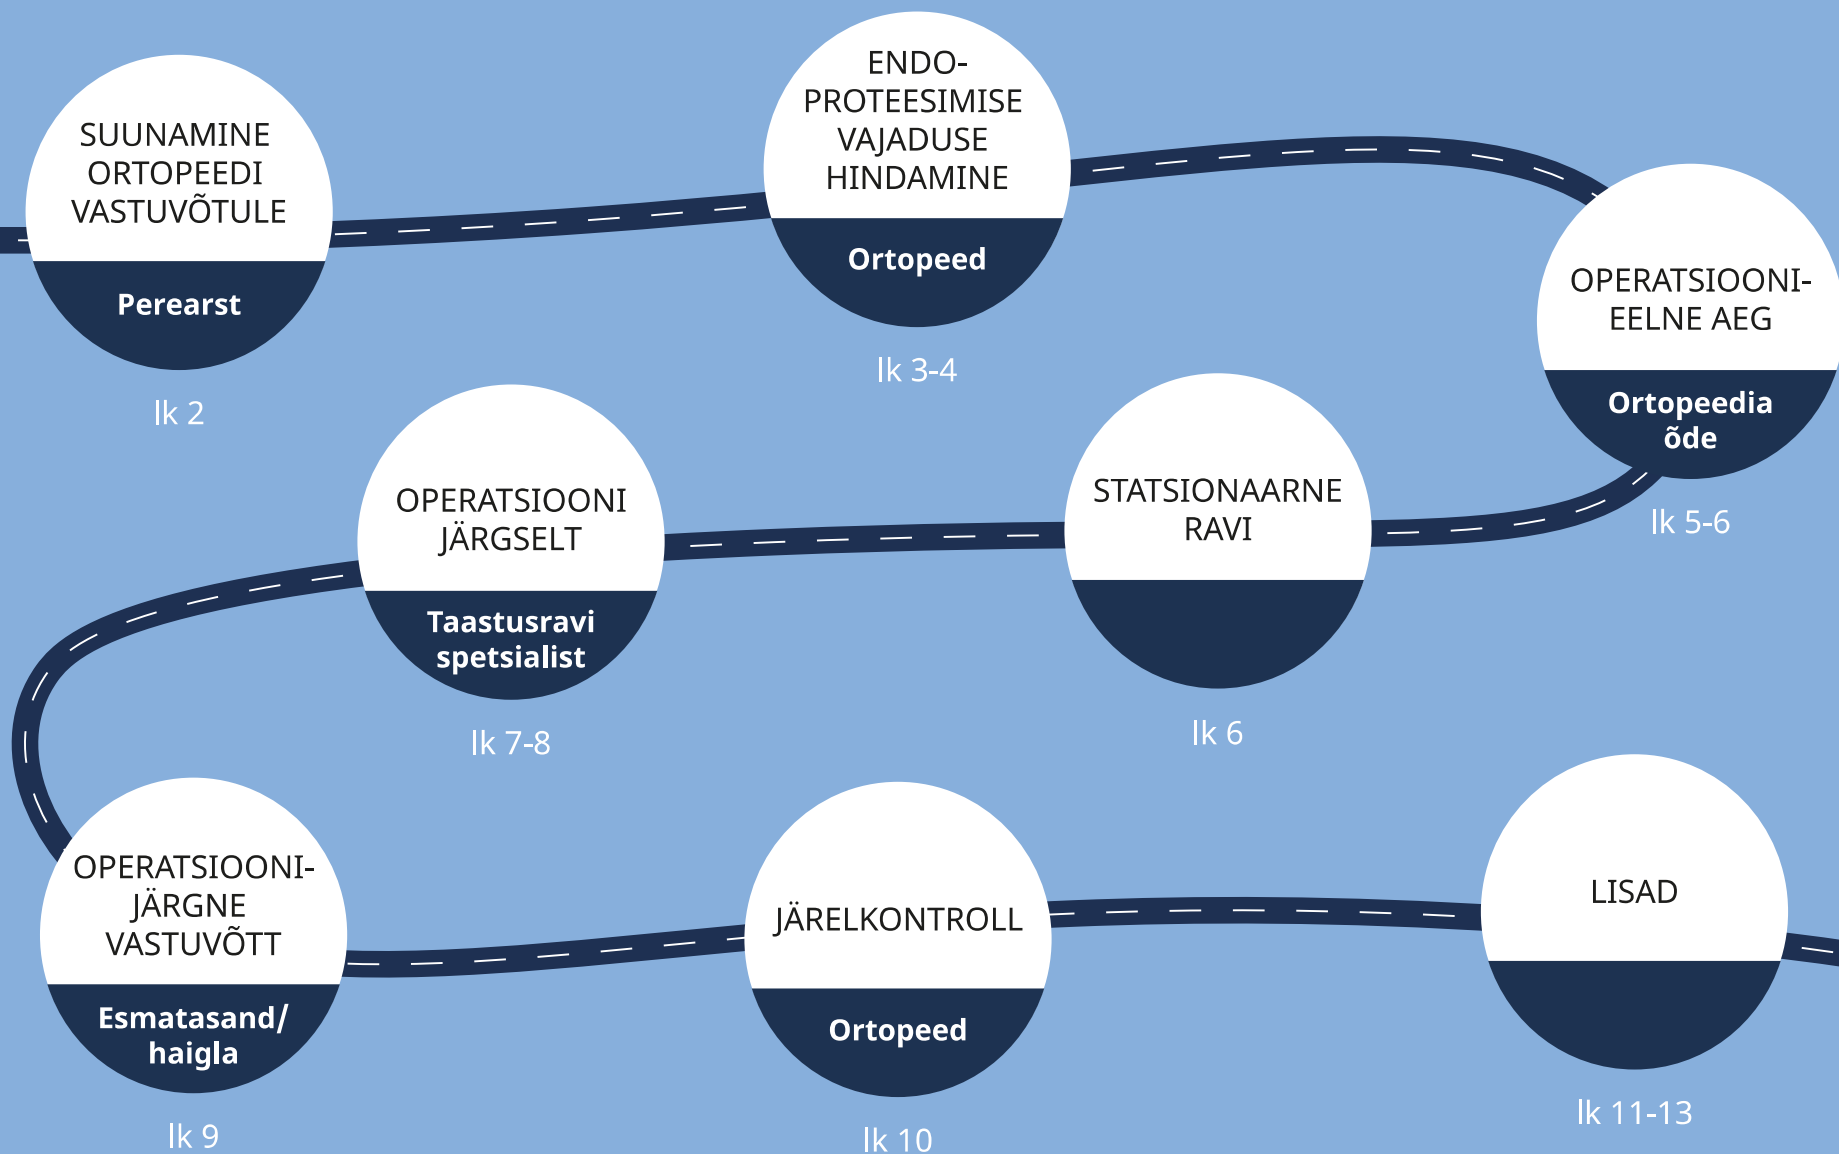 SUUNAMINE
ORTOPEEDI
VASTUVÕTULE
Perearst
lk 2
ENDO-
PROTEESIMISE
VAJADUSE
HINDAMINE
Ortopeed
lk 3-4
OPERATSIOONI-
EELNE AEG
Ortopeedia
õde
lk 5-6
STATSIONAARNE
RAVI
lk 6
OPERATSIOONI
JÄRGSELT
Taastusravi
spetsialist
lk 7-8
OPERATSIOONI-
JÄRGNE
VASTUVÕTT
Esmatasand/
haigla
lk 9
JÄRELKONTROLL
Ortopeed
lk 10
LISAD
lk 11-13